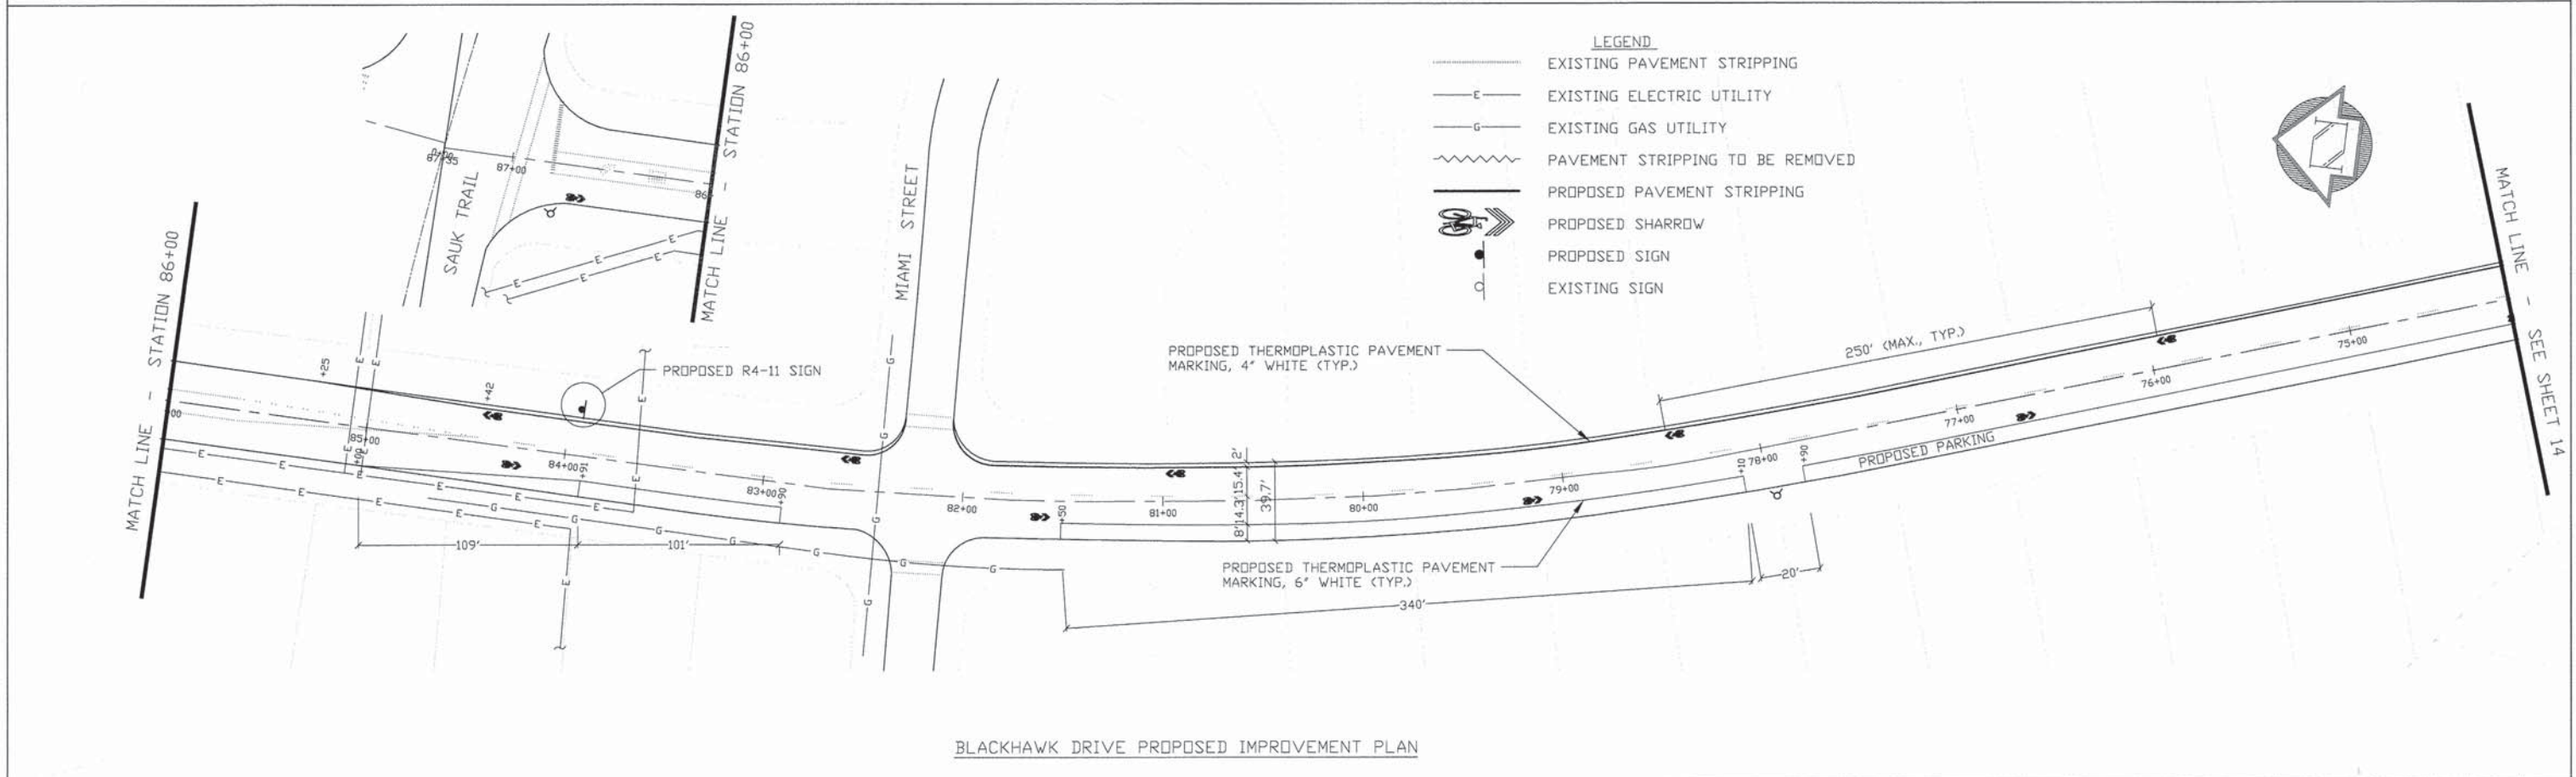 LEGEND
EXISTING PAVEMENT STRIPPING
E
EXISTING ELECTRIC UTILITY
G
EXISTING GAS UTILITY
PAVEMENT STRIPPING TO BE REMOVED
PROPOSED PAVEMENT STRIPPING
PROPOSED SHARROW
PROPOSED SIGN
EXISTING SIGN
MATCH LINE - STATION 86+00
SAUK TRAIL
87+00
86
MATCH LINE - STATION 86+00
MIAMI STREET
MATCH LINE - SEE SHEET 14
+25
+42
PROPOSED R4-11 SIGN
PROPOSED THERMOPLASTIC PAVEMENT
MARKING, 4" WHITE (TYP.)
250' (MAX., TYP.)
00
85+00
+00
84+00
+91
83+00
+90
82+00
+50
81+00
80+00
79+00
+10
78+00
+90
77+00
76+00
75+00
PROPOSED PARKING
8' 14.3' 15.4' 2'
39.7'
109'
101'
PROPOSED THERMOPLASTIC PAVEMENT
MARKING, 6" WHITE (TYP.)
340'
20'
E E E E E E E E E E E E E E E E E E E E E E
G G G G G G G G G G G
BLACKHAWK DRIVE PROPOSED IMPROVEMENT PLAN